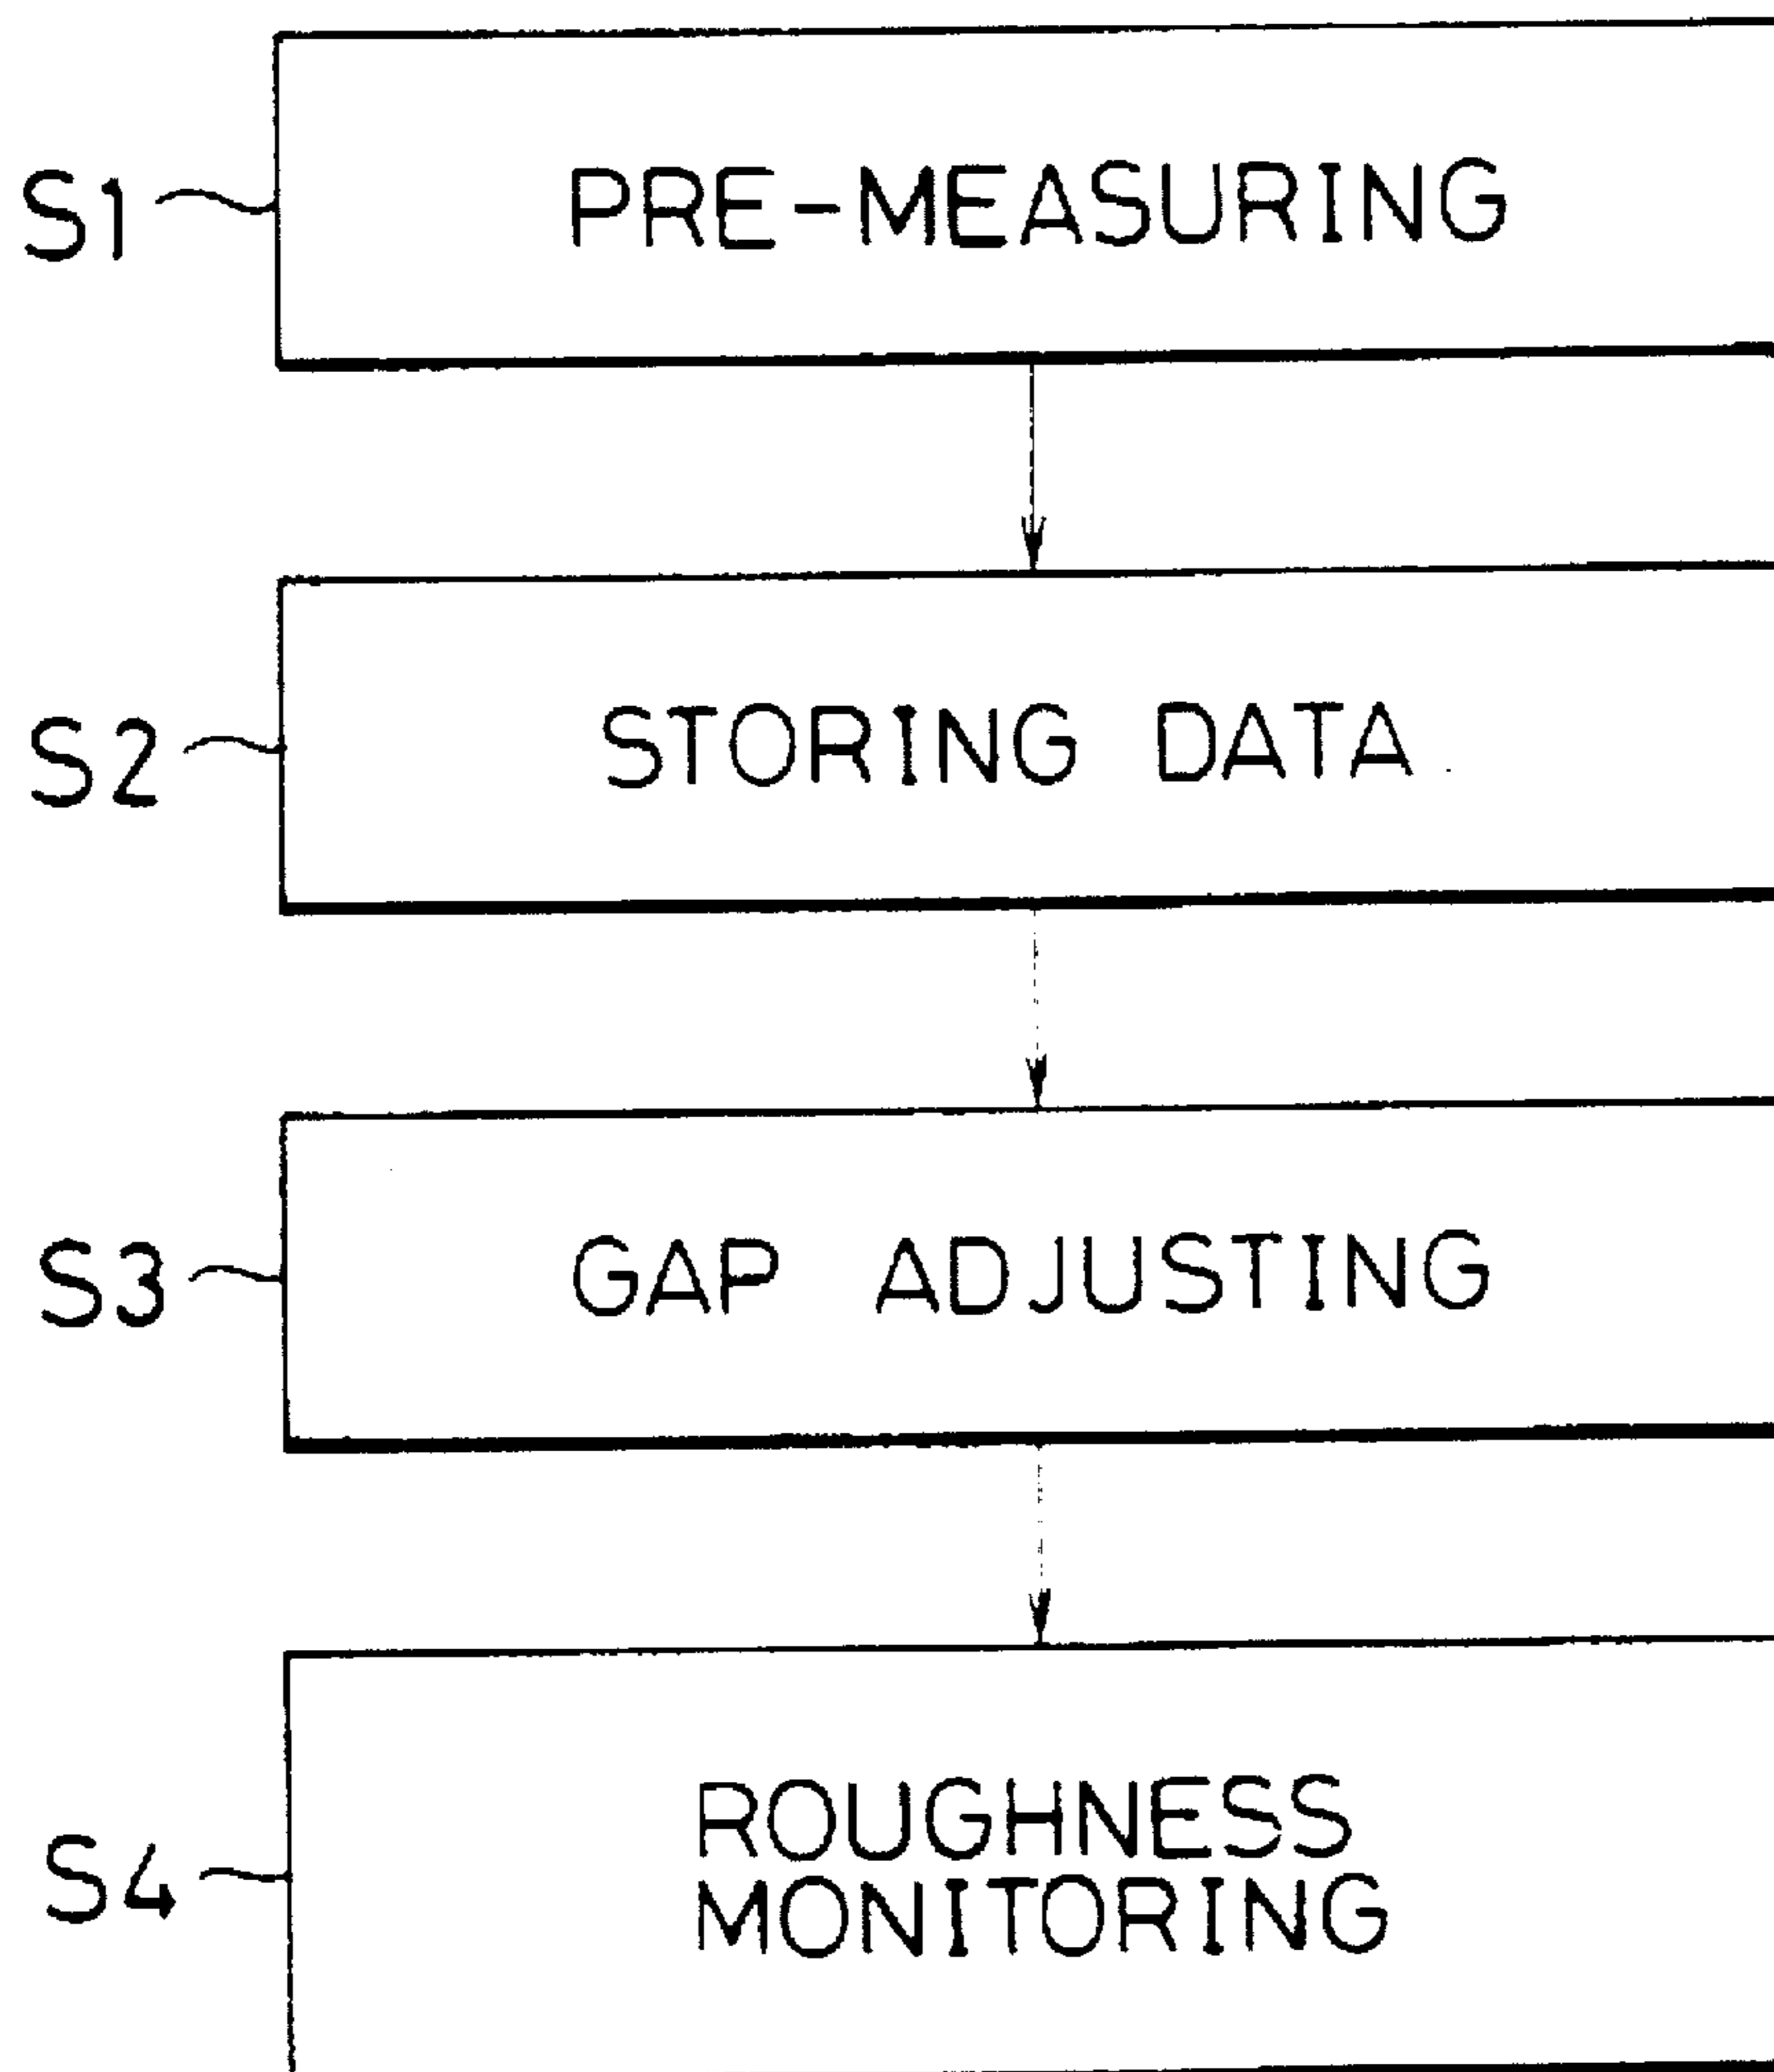 S1 PRE-MEASURING
S2 STORING DATA
S3 GAP ADJUSTING
ROUGHNESS
S4
MONITORING